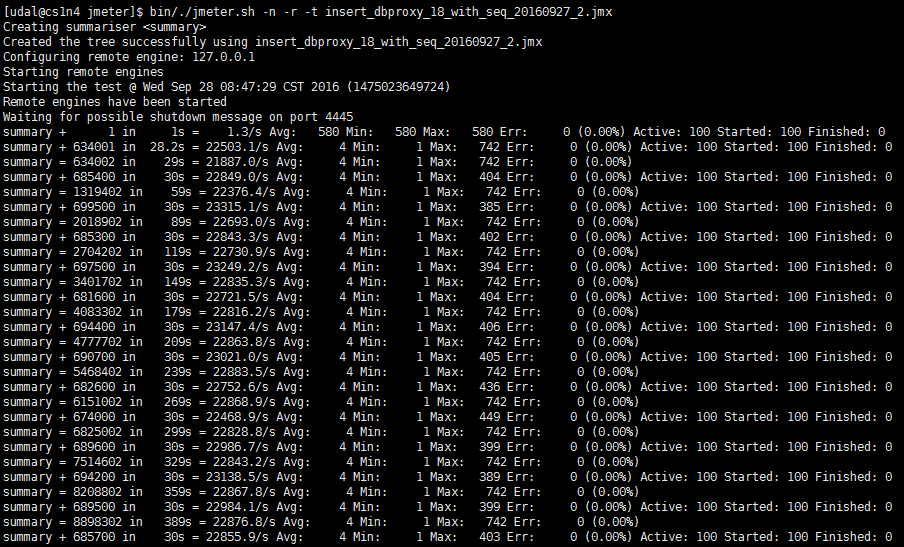 [udal@cs1n4 jmeter]$ bin/./jmeter.sh -n -r -t insert_dbproxy_18_with_seq_20160927_2.jmx
Creating summariser <summary>
Created the tree successfully using insert_dbproxy_18_with_seq_20160927_2.jmx
Configuring remote engine: 127.0.0.1
Starting remote engines
Starting the test @ Wed Sep 28 08:47:29 CST 2016 (1475023649724)
Remote engines have been started
Waiting for possible shutdown message on port 4445
summary +      1 in     1s =    1.3/s Avg:   580 Min:   580 Max:   580 Err:     0 (0.00%) Active: 100 Started: 100 Finished: 0
summary + 634001 in  28.2s = 22503.1/s Avg:     4 Min:     1 Max:   742 Err:     0 (0.00%) Active: 100 Started: 100 Finished: 0
summary = 634002 in    29s = 21887.0/s Avg:     4 Min:     1 Max:   742 Err:     0 (0.00%)
summary + 685400 in    30s = 22849.0/s Avg:     4 Min:     1 Max:   404 Err:     0 (0.00%) Active: 100 Started: 100 Finished: 0
summary = 1319402 in    59s = 22376.4/s Avg:     4 Min:     1 Max:   742 Err:     0 (0.00%)
summary + 699500 in    30s = 23315.1/s Avg:     4 Min:     1 Max:   385 Err:     0 (0.00%) Active: 100 Started: 100 Finished: 0
summary = 2018902 in    89s = 22693.0/s Avg:     4 Min:     1 Max:   742 Err:     0 (0.00%)
summary + 685300 in    30s = 22843.3/s Avg:     4 Min:     1 Max:   402 Err:     0 (0.00%) Active: 100 Started: 100 Finished: 0
summary = 2704202 in   119s = 22730.9/s Avg:     4 Min:     1 Max:   742 Err:     0 (0.00%)
summary + 697500 in    30s = 23249.2/s Avg:     4 Min:     1 Max:   394 Err:     0 (0.00%) Active: 100 Started: 100 Finished: 0
summary = 3401702 in   149s = 22835.3/s Avg:     4 Min:     1 Max:   742 Err:     0 (0.00%)
summary + 681600 in    30s = 22721.5/s Avg:     4 Min:     1 Max:   404 Err:     0 (0.00%) Active: 100 Started: 100 Finished: 0
summary = 4083302 in   179s = 22816.2/s Avg:     4 Min:     1 Max:   742 Err:     0 (0.00%)
summary + 694400 in    30s = 23147.4/s Avg:     4 Min:     1 Max:   406 Err:     0 (0.00%) Active: 100 Started: 100 Finished: 0
summary = 4777702 in   209s = 22863.8/s Avg:     4 Min:     1 Max:   742 Err:     0 (0.00%)
summary + 690700 in    30s = 23021.0/s Avg:     4 Min:     1 Max:   405 Err:     0 (0.00%) Active: 100 Started: 100 Finished: 0
summary = 5468402 in   239s = 22883.5/s Avg:     4 Min:     1 Max:   742 Err:     0 (0.00%)
summary + 682600 in    30s = 22752.6/s Avg:     4 Min:     1 Max:   436 Err:     0 (0.00%) Active: 100 Started: 100 Finished: 0
summary = 6151002 in   269s = 22868.9/s Avg:     4 Min:     1 Max:   742 Err:     0 (0.00%)
summary + 674000 in    30s = 22468.9/s Avg:     4 Min:     1 Max:   449 Err:     0 (0.00%) Active: 100 Started: 100 Finished: 0
summary = 6825002 in   299s = 22828.8/s Avg:     4 Min:     1 Max:   742 Err:     0 (0.00%)
summary + 689600 in    30s = 22986.7/s Avg:     4 Min:     1 Max:   399 Err:     0 (0.00%) Active: 100 Started: 100 Finished: 0
summary = 7514602 in   329s = 22843.2/s Avg:     4 Min:     1 Max:   742 Err:     0 (0.00%)
summary + 694200 in    30s = 23138.5/s Avg:     4 Min:     1 Max:   389 Err:     0 (0.00%) Active: 100 Started: 100 Finished: 0
summary = 8208802 in   359s = 22867.8/s Avg:     4 Min:     1 Max:   742 Err:     0 (0.00%)
summary + 689500 in    30s = 22984.1/s Avg:     4 Min:     1 Max:   399 Err:     0 (0.00%) Active: 100 Started: 100 Finished: 0
summary = 8898302 in   389s = 22876.8/s Avg:     4 Min:     1 Max:   742 Err:     0 (0.00%)
summary + 685700 in    30s = 22855.9/s Avg:     4 Min:     1 Max:   403 Err:     0 (0.00%) Active: 100 Started: 100 Finished: 0